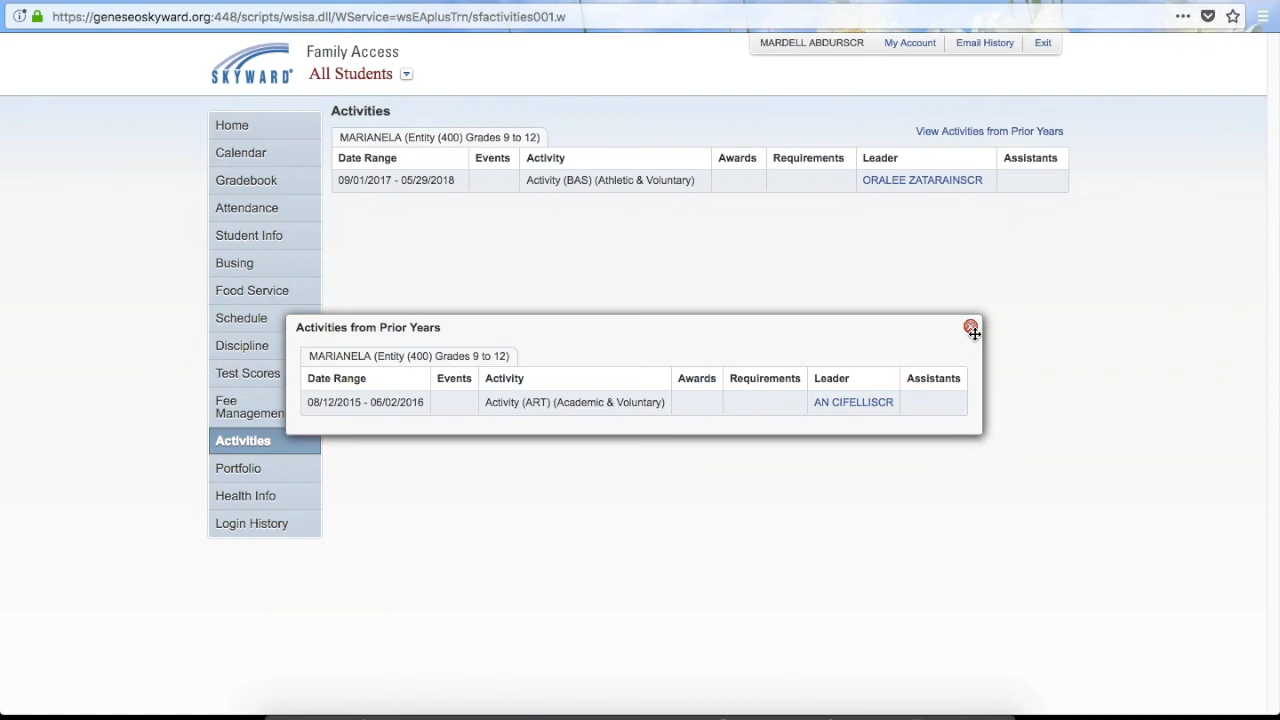 https://geneseoskyward.org:448/scripts/wsisa.dll/WService=wsEAplusTrn/sfactivities001.w
SKYWARD
Family Access
All Students
MARDELL ABDURSCR My Account Email History Exit
Home
Calendar
Gradebook
Attendance
Student Info
Busing
Food Service
Schedule
Discipline
Test Scores
Fee
Managemen
Activities
Portfolio
Health Info
Login History
Activities
View Activities from Prior Years
MARIANELA (Entity (400) Grades 9 to 12)
Date Range Events Activity Awards Requirements Leader Assistants
09/01/2017 - 05/29/2018 Activity (BAS) (Athletic & Voluntary) ORALEE ZATARAINSCR
Activities from Prior Years
MARIANELA (Entity (400) Grades 9 to 12)
Date Range Events Activity Awards Requirements Leader Assistants
08/12/2015 - 06/02/2016 Activity (ART) (Academic & Voluntary) AN CIFELLISCR